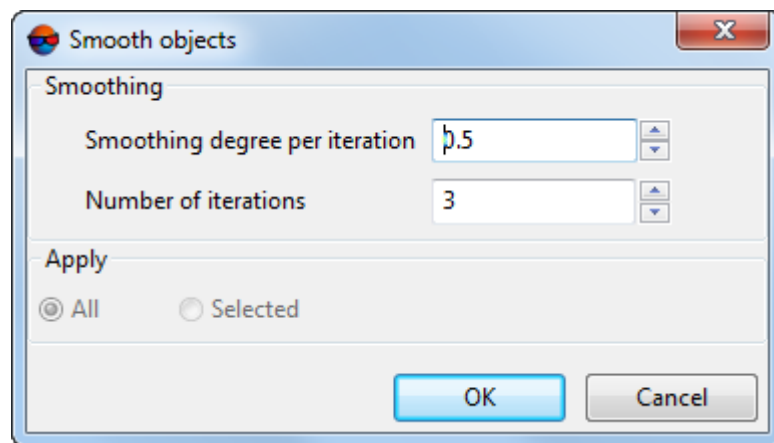 Smooth objects
Smoothing
Smoothing degree per iteration 0.5
Number of iterations 3
Apply
All Selected
OK Cancel